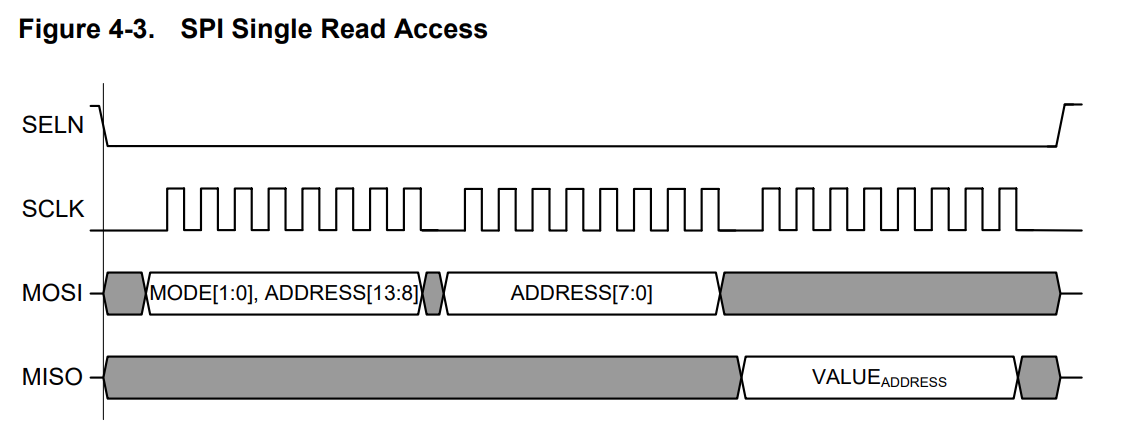 Figure 4-3. SPI Single Read Access
SELN
SCLK
MOSI
MODE[1:0], ADDRESS[13:8]
ADDRESS[7:0]
MISO
VALUEADDRESS